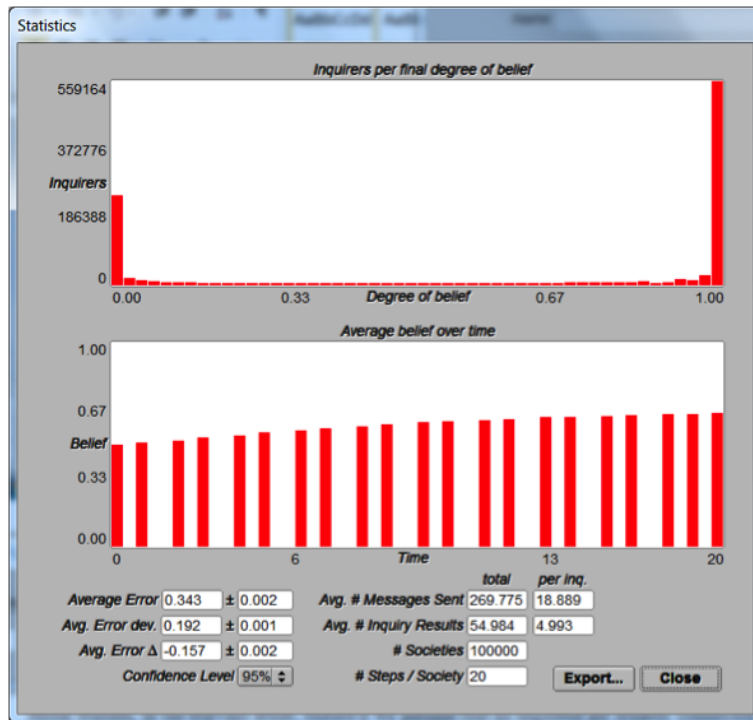 Statistics
Inquirers per final degree of belief
559164
372776
Inquirers
186388
0
0.00 0.33 Degree of belief 0.67 1.00
Average belief over time
1.00
0.67
Belief
0.33
0.00
0 6 Time 13 20
total per inq.
Average Error 0.343 ± 0.002 Avg. # Messages Sent 269.775 18.889
Avg. Error dev. 0.192 ± 0.001 Avg. # Inquiry Results 54.984 4.993
Avg. Error Δ -0.157 ± 0.002 # Societies 100000
Confidence Level 95% # Steps / Society 20 Export... Close